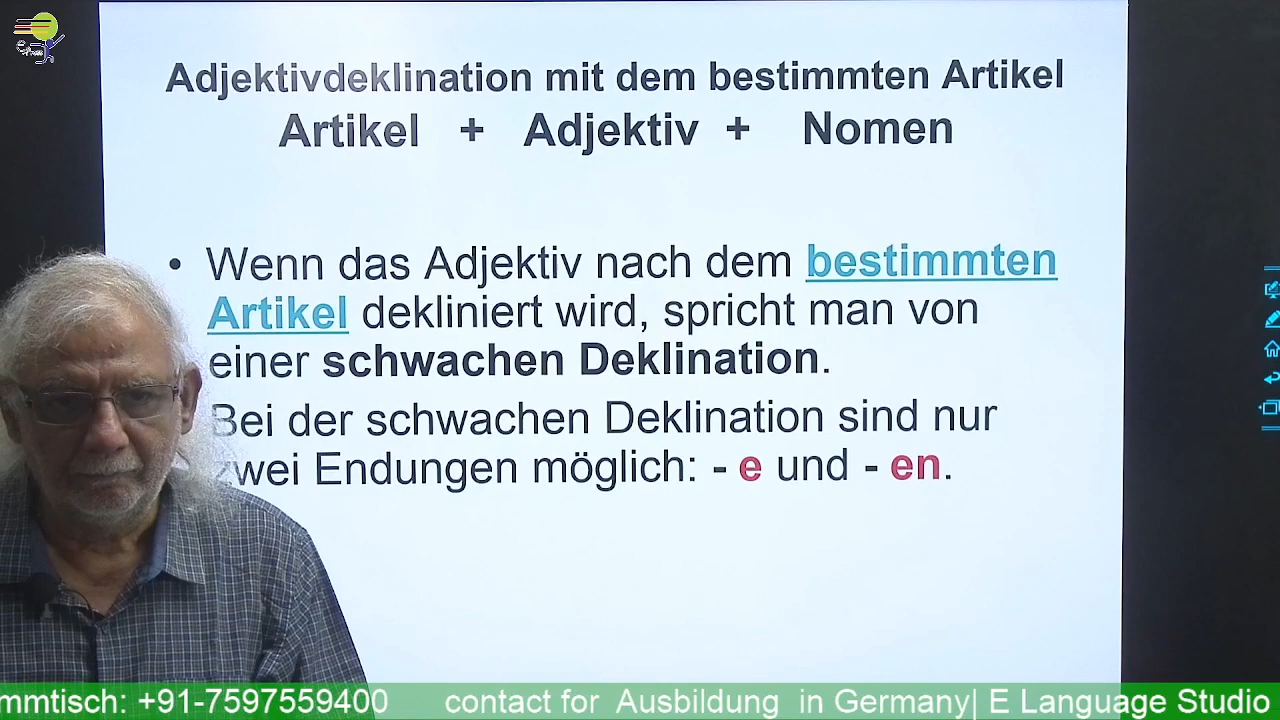 Adjektivdeklination mit dem bestimmten Artikel
Artikel + Adjektiv + Nomen
• Wenn das Adjektiv nach dem bestimmten
Artikel dekliniert wird, spricht man von
einer schwachen Deklination.
Bei der schwachen Deklination sind nur
zwei Endungen möglich: - e und - en.
mmtisch: +91-7597559400 contact for Ausbildung in Germany| E Language Studio